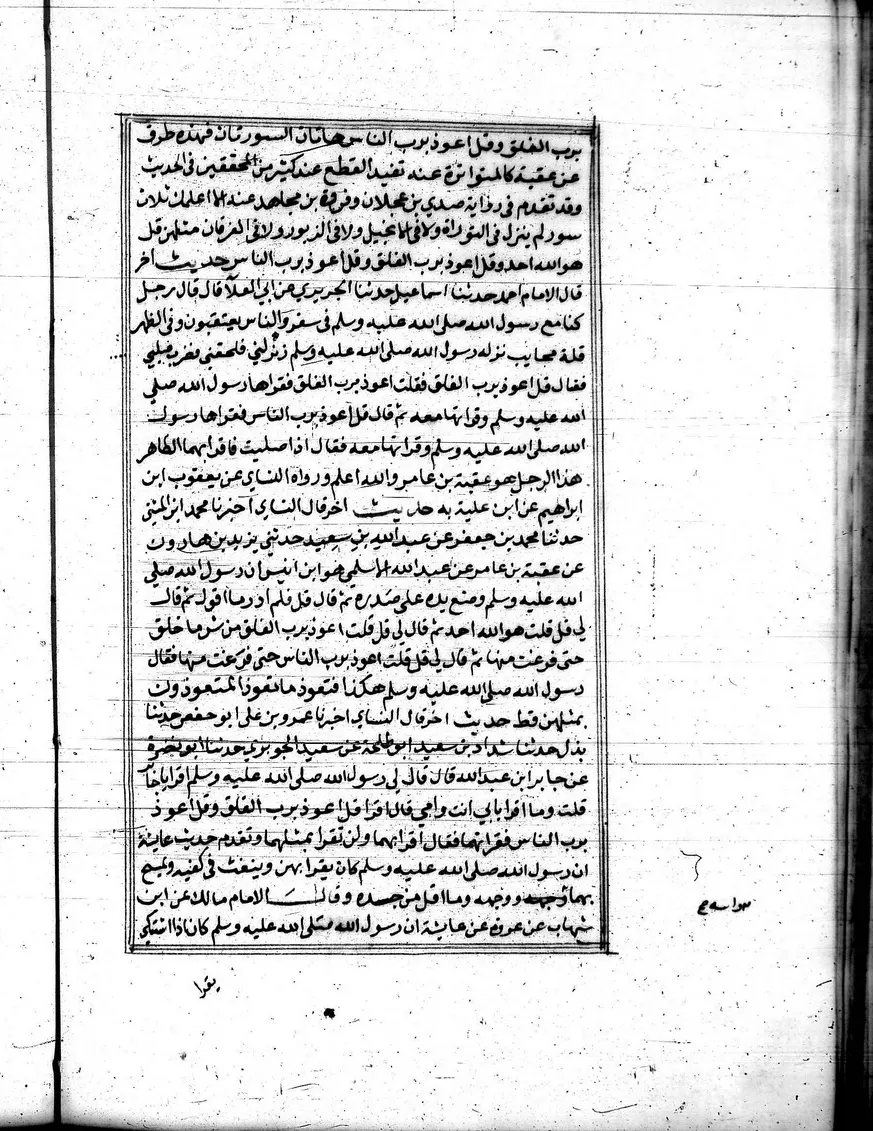 برب الفلق وقل اعوذ برب الناس هاتان السورتان فهذه طرق
عن عقبة كالمتواترة عنه تفيد القطع عند كثير من المحققين في الحديث
وقد تقدم في رواية صدي بن عجلان وفروة بن مجاهد عنه الا اعلمك ثلاث
سور لم ينزل في التوراة ولا في الانجيل ولا في الزبور ولا في الفرقان مثلهن قل
هو الله احد وقل اعوذ برب الفلق وقل اعوذ برب الناس حديث اخر
قال الامام احمد حدثنا اسماعيل حدثنا الجريري عن ابي العلا قال قال رجل
كنا مع رسول الله صلى الله عليه وسلم في سفر والناس يعتقبون وفي الظهر
قلة فحانت نزلة رسول الله صلى الله عليه وسلم ونزلتي فلحقني فضرب
فقال قل اعوذ برب الفلق فقلت اعوذ برب الفلق فقراها رسول الله صلى
الله عليه وسلم وقراتها معه ثم قال قل اعوذ برب الناس فقراها رسول
الله صلى الله عليه وسلم وقراتها معه فقال اذا صليت فاقرا بهما الظاهر
هذا الرجل هو عقبة بن عامر والله اعلم ورواه النساي عن يعقوب ابن
ابراهيم عن ابن علية به حديث اخر قال النساي اخبرنا محمد ابن المثنى
حدثنا محمد بن جعفر عن عبد الله بن سعيد حدثني يزيد بن هارون
عن عقبة بن عامر عن عبد الله الاسلمي هو ابن انيس ان رسول الله صلى
الله عليه وسلم وضع يده على صدره ثم قال قل فلم ادر ما اقول ثم قال
لي قل قلت هو الله احد ثم قال لي قل قلت اعوذ برب الفلق من شر ما خلق
حتى فرغت منها ثم قال لي قل قلت اعوذ برب الناس حتى فرغت منها فقال
رسول الله صلى الله عليه وسلم هكذا فتعوذ ما تعوذ المتعوذون
بمثلهن قط حديث اخر قال النساي اخبرنا عمرو بن علي ابو حفص حدثنا
بذل حدثنا شداد بن سعيد ابو طلحة عن سعيد الجريري حدثنا ابو نضرة
عن جابر ابن عبد الله قال قال لي رسول الله صلى الله عليه وسلم اقرا يا جابر
قلت وما اقرا بابي انت وامي قال اقرا قل اعوذ برب الفلق وقل اعوذ
برب الناس فقراتهما فقال اقرا بهما ولن تقرا بمثلهما وتقدم حديث عايشة
ان رسول الله صلى الله عليه وسلم كان يقرا بهن وينفث في كفيه ويمسح
بهما وجهه وما اقبل من جسده وقال الامام مالك عن ابن
شهاب عن عروة عن عايشة ان رسول الله صلى الله عليه وسلم كان اذا اشتكى
يقرا